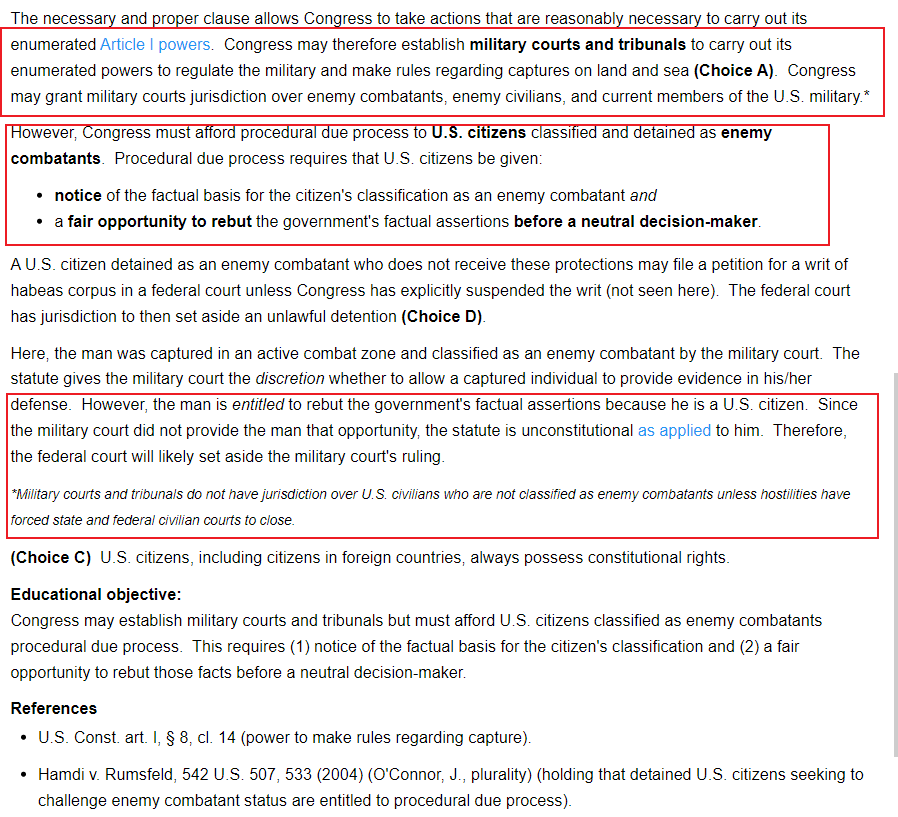 The necessary and proper clause allows Congress to take actions that are reasonably necessary to carry out its
enumerated Article I powers.  Congress may therefore establish military courts and tribunals to carry out its
enumerated powers to regulate the military and make rules regarding captures on land and sea (Choice A).  Congress
may grant military courts jurisdiction over enemy combatants, enemy civilians, and current members of the U.S. military.*
However, Congress must afford procedural due process to U.S. citizens classified and detained as enemy
combatants.  Procedural due process requires that U.S. citizens be given:
• notice of the factual basis for the citizen's classification as an enemy combatant and
• a fair opportunity to rebut the government's factual assertions before a neutral decision-maker.
A U.S. citizen detained as an enemy combatant who does not receive these protections may file a petition for a writ of
habeas corpus in a federal court unless Congress has explicitly suspended the writ (not seen here).  The federal court
has jurisdiction to then set aside an unlawful detention (Choice D).
Here, the man was captured in an active combat zone and classified as an enemy combatant by the military court.  The
statute gives the military court the discretion whether to allow a captured individual to provide evidence in his/her
defense.  However, the man is entitled to rebut the government's factual assertions because he is a U.S. citizen.  Since
the military court did not provide the man that opportunity, the statute is unconstitutional as applied to him.  Therefore,
the federal court will likely set aside the military court's ruling.
*Military courts and tribunals do not have jurisdiction over U.S. civilians who are not classified as enemy combatants unless hostilities have
forced state and federal civilian courts to close.
(Choice C)  U.S. citizens, including citizens in foreign countries, always possess constitutional rights.
Educational objective:
Congress may establish military courts and tribunals but must afford U.S. citizens classified as enemy combatants
procedural due process.  This requires (1) notice of the factual basis for the citizen's classification and (2) a fair
opportunity to rebut those facts before a neutral decision-maker.
References
• U.S. Const. art. I, § 8, cl. 14 (power to make rules regarding capture).
• Hamdi v. Rumsfeld, 542 U.S. 507, 533 (2004) (O'Connor, J., plurality) (holding that detained U.S. citizens seeking to
challenge enemy combatant status are entitled to procedural due process).